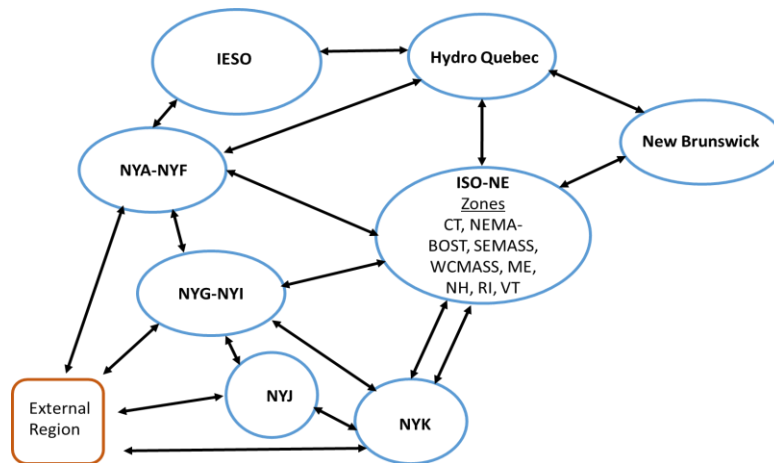 IESO
Hydro Quebec
New Brunswick
NYA-NYF
ISO-NE
Zones
CT, NEMA-
BOST, SEMASS,
WCMASS, ME,
NH, RI, VT
NYG-NYI
External
Region
NYJ
NYK